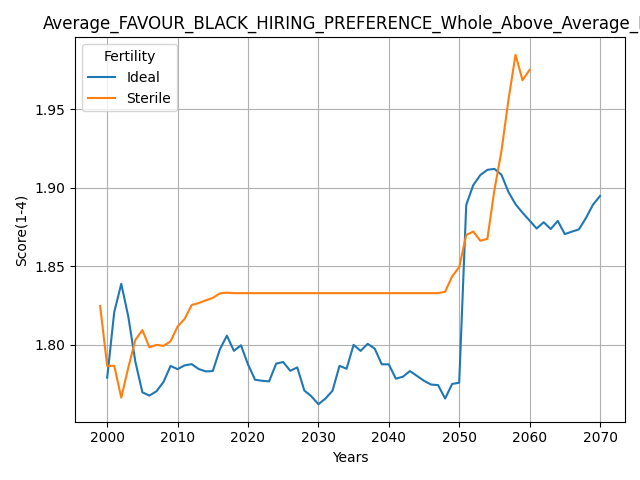 Average_FAVOUR_BLACK_HIRING_PREFERENCE_Whole_Above_Average_
Fertility
Ideal
Sterile
1.95
1.90
1.85
1.80
Score(1-4)
2000 2010 2020 2030 2040 2050 2060 2070
Years